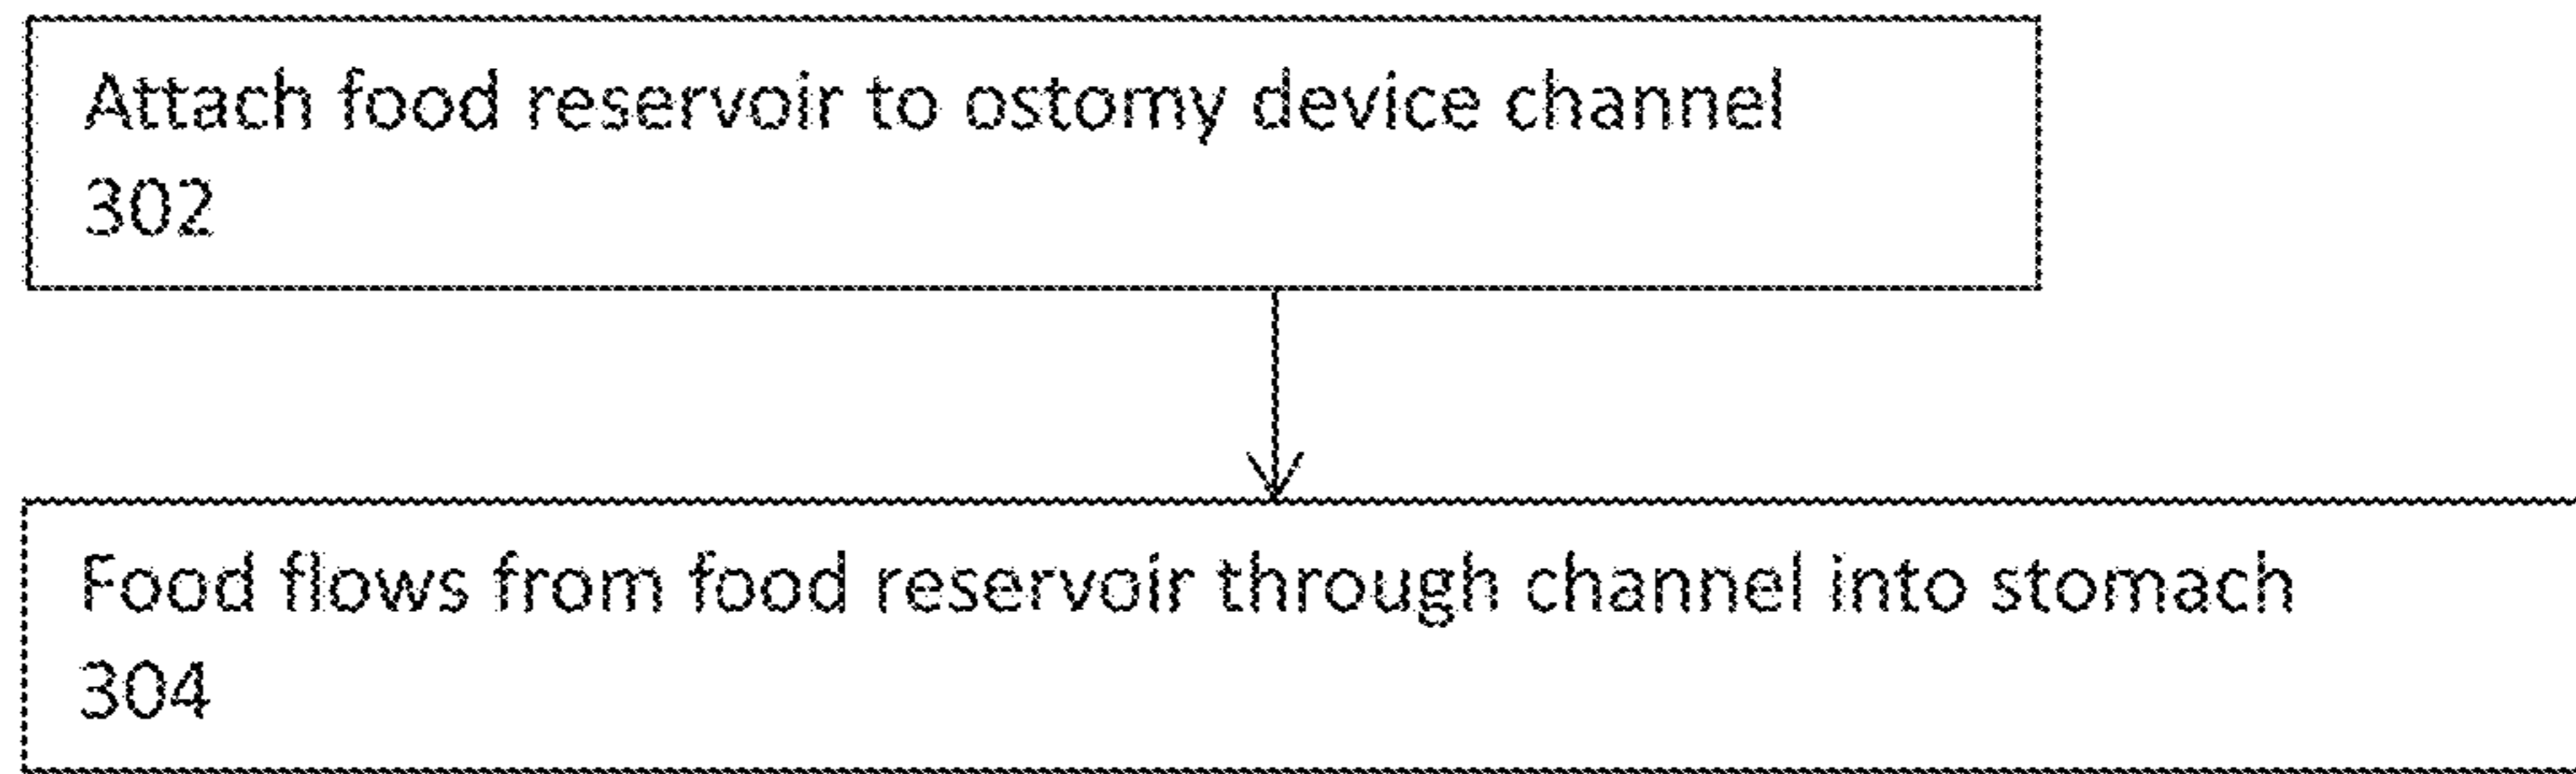 Attach food reservoir to ostomy device channel
302
Food flows from food reservoir through channel into stomach
304